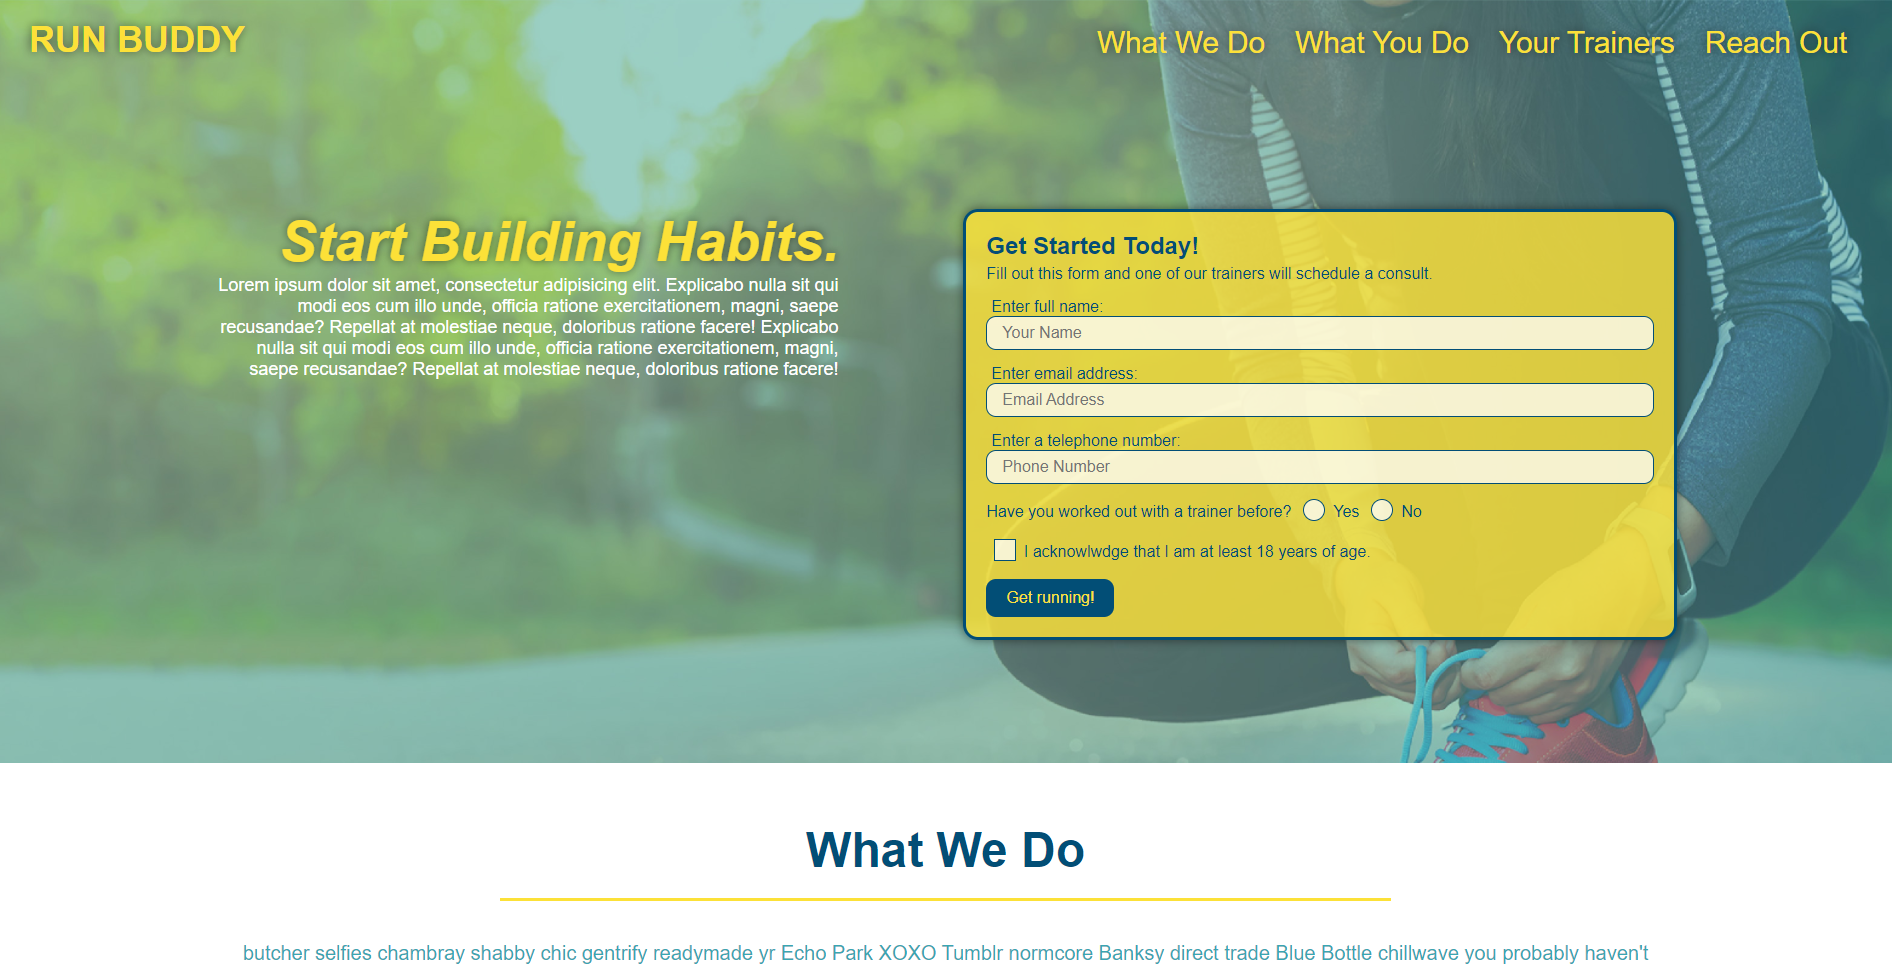 RUN BUDDY
What We Do What You Do Your Trainers Reach Out
Start Building Habits.
Lorem ipsum dolor sit amet, consectetur adipisicing elit. Explicabo nulla sit qui
modi eos cum illo unde, officia ratione exercitationem, magni, saepe
recusandae? Repellat at molestiae neque, doloribus ratione facere! Explicabo
nulla sit qui modi eos cum illo unde, officia ratione exercitationem, magni,
saepe recusandae? Repellat at molestiae neque, doloribus ratione facere!
Get Started Today!
Fill out this form and one of our trainers will schedule a consult.
Enter full name:
Your Name
Enter email address:
Email Address
Enter a telephone number:
Phone Number
Have you worked out with a trainer before? Yes No
I acknowlwdge that I am at least 18 years of age.
Get running!
What We Do
butcher selfies chambray shabby chic gentrify readymade yr Echo Park XOXO Tumblr normcore Banksy direct trade Blue Bottle chillwave you probably haven't